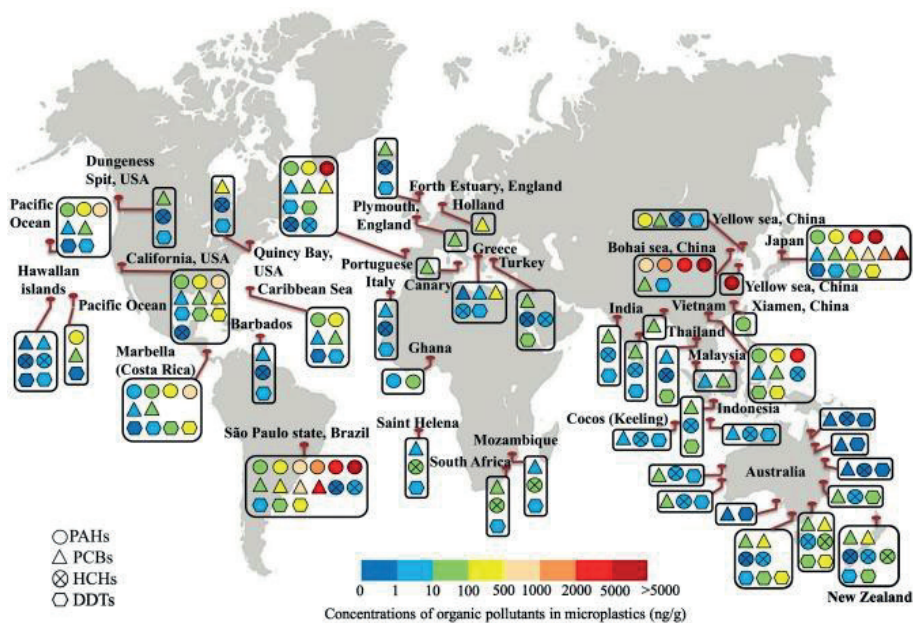 Dungeness
Spit, USA
Pacific
Ocean
California, USA
Hawallan
islands
Pacific Ocean
Marbella
(Costa Rica)
Quincy Bay,
USA
Caribbean Sea
Barbados
São Paulo state, Brazil
Forth Estuary, England
Holland
Plymouth,
England
Greece
Portuguese
Turkey
Italy
Canary
Ghana
Saint Helena
Mozambique
South Africa
Yellow sea, China
Bohai sea, China
Japan
Yellow sea, China
Vietnam
Xiamen, China
India
Thailand
Malaysia
Indonesia
Cocos (Keeling)
Australia
New Zealand
PAHs
PCBs
HCHs
DDTs
0 1 10 100 500 1000 2000 >5000
Concentrations of organic pollutants in microplastics (ng/g)